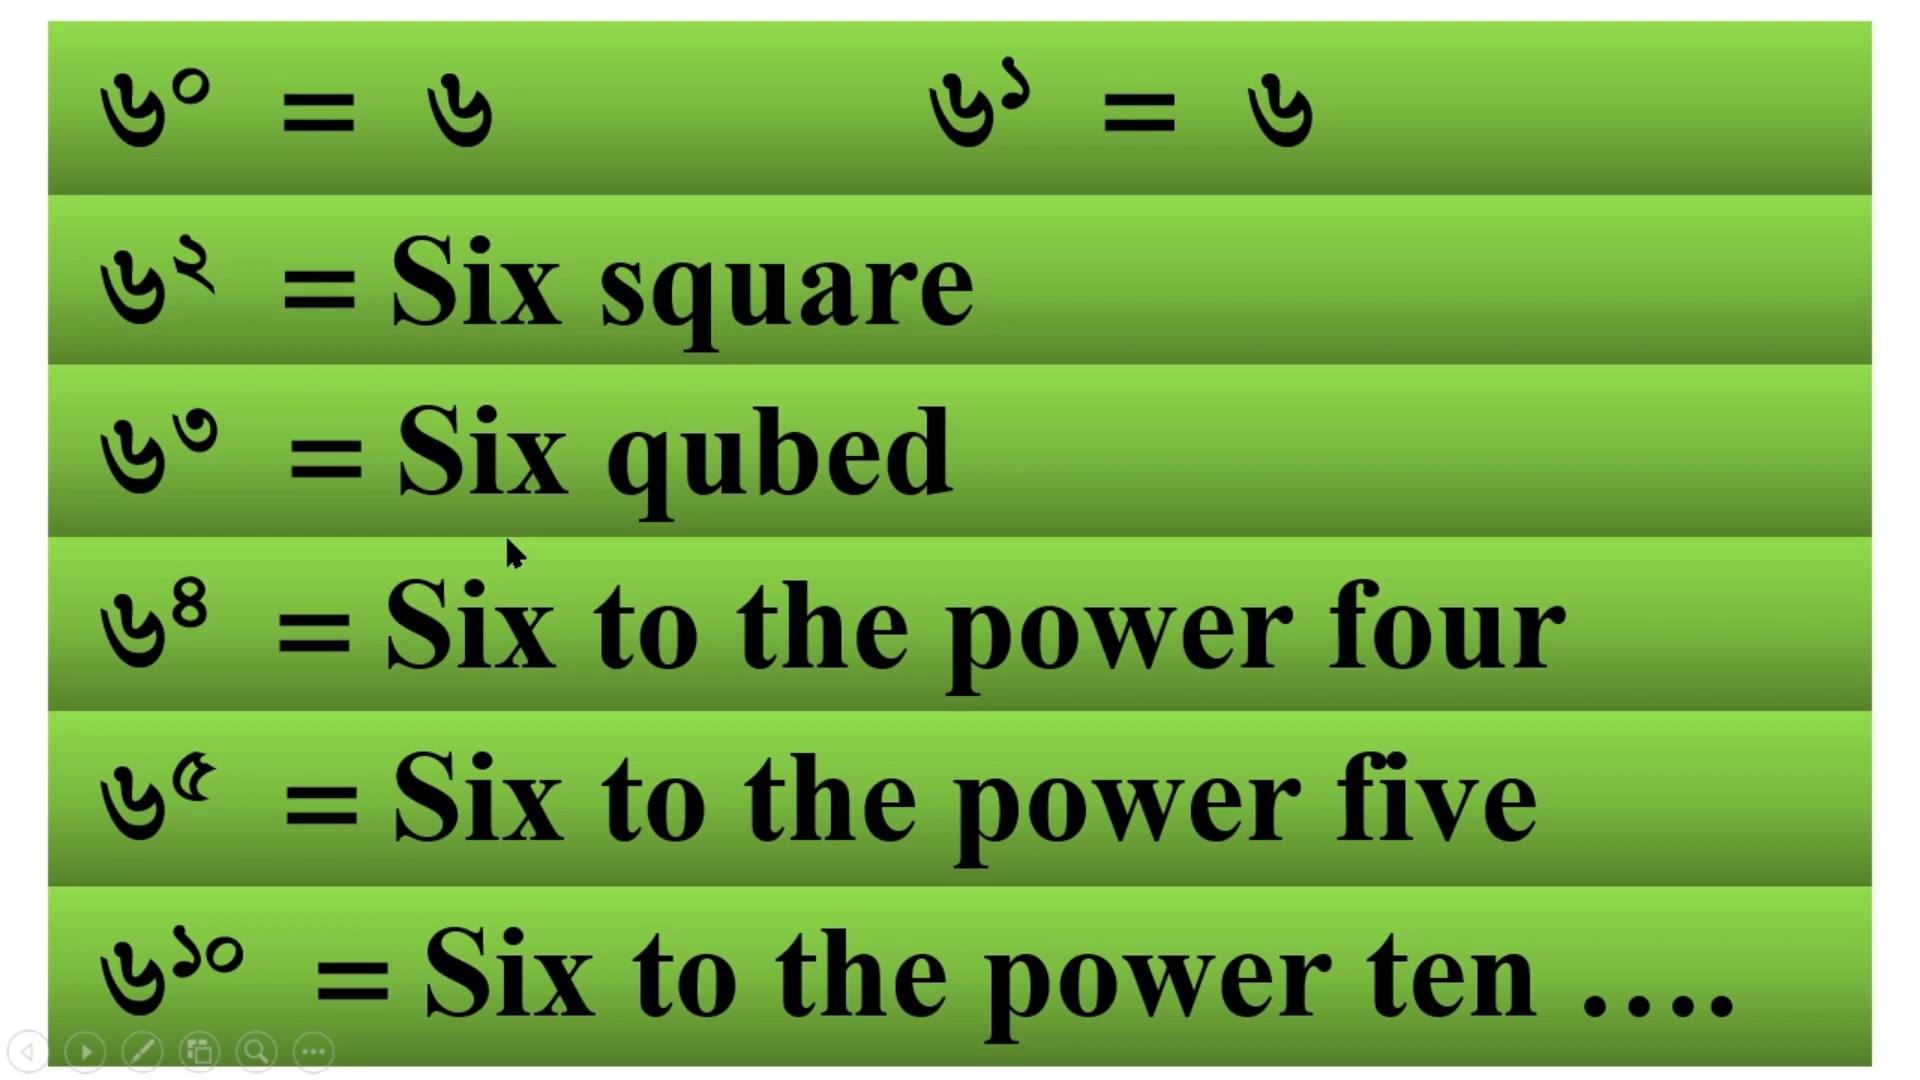 ৬⁰ = ৬ ৬¹ = ৬
৬² = Six square
৬³ = Six qubed
৬⁴ = Six to the power four
৬⁵ = Six to the power five
৬¹⁰ = Six to the power ten ....